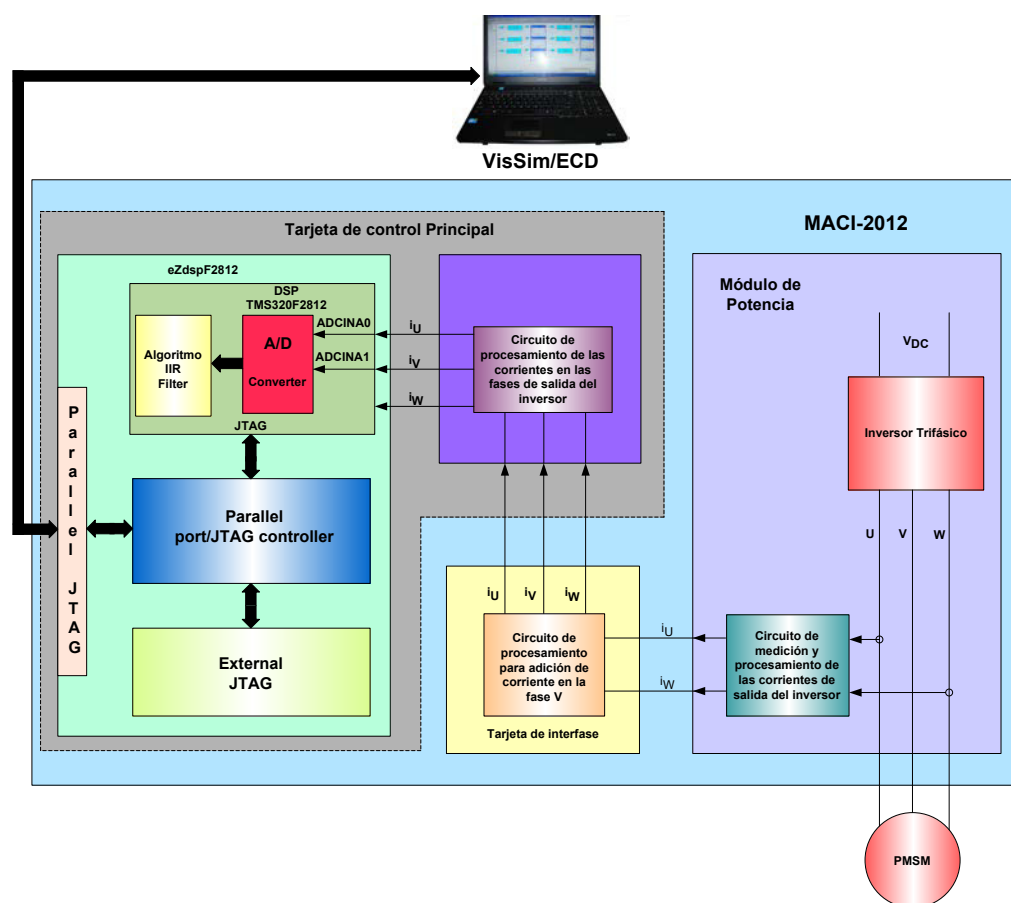 VisSim/ECD
MACI-2012
Tarjeta de control Principal
eZdspF2812
DSP
TMS320F2812
Algoritmo
IIR
Filter
A/D
Converter
ADCINA0
ADCINA1
JTAG
iU
iV
iW
Circuito de
procesamiento de las
corrientes en las
fases de salida del
inversor
Módulo de
Potencia
VDC
Inversor Trifásico
U
V
W
Parallel JTAG
Parallel
port/JTAG controller
External
JTAG
iU
iV
iW
Circuito de
procesamiento
para adición de
corriente en la
fase V
Tarjeta de interfase
iU
iW
Circuito de
medición y
procesamiento de
las corrientes de
salida del inversor
PMSM